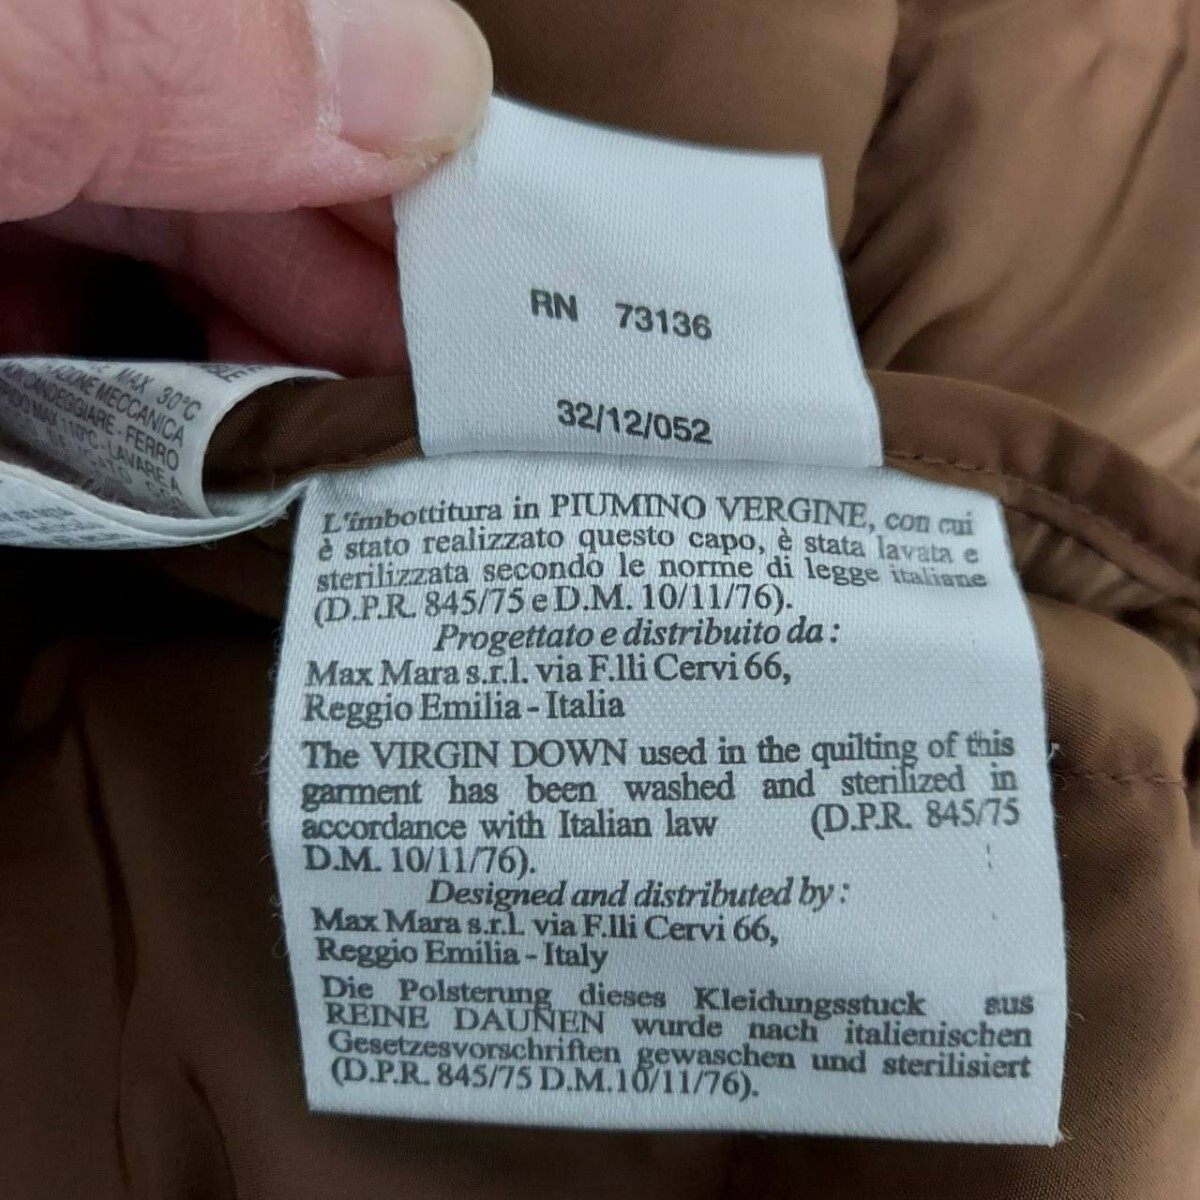 RN 73136
32/12/052
MAX 30°C
MECCANICA
CANDEGGIARE - FERRO
MAX 110°C - LAVARE A
L'imbottitura in PIUMINO VERGINE, con cui
è stato realizzato questo capo, è stata lavata e
sterilizzata secondo le norme di legge italiane
(D.P.R. 845/75 e D.M. 10/11/76).
Progettato e distribuito da :
Max Mara s.r.l. via F.lli Cervi 66,
Reggio Emilia - Italia
The VIRGIN DOWN used in the quilting of this
garment has been washed and sterilized in
accordance with Italian law (D.P.R. 845/75
D.M. 10/11/76).
Designed and distributed by :
Max Mara s.r.l. via F.lli Cervi 66,
Reggio Emilia - Italy
Die Polsterung dieses Kleidungsstuck aus
REINE DAUNEN wurde nach italienischen
Gesetzesvorschriften gewaschen und sterilisiert
(D.P.R. 845/75 D.M.10/11/76).